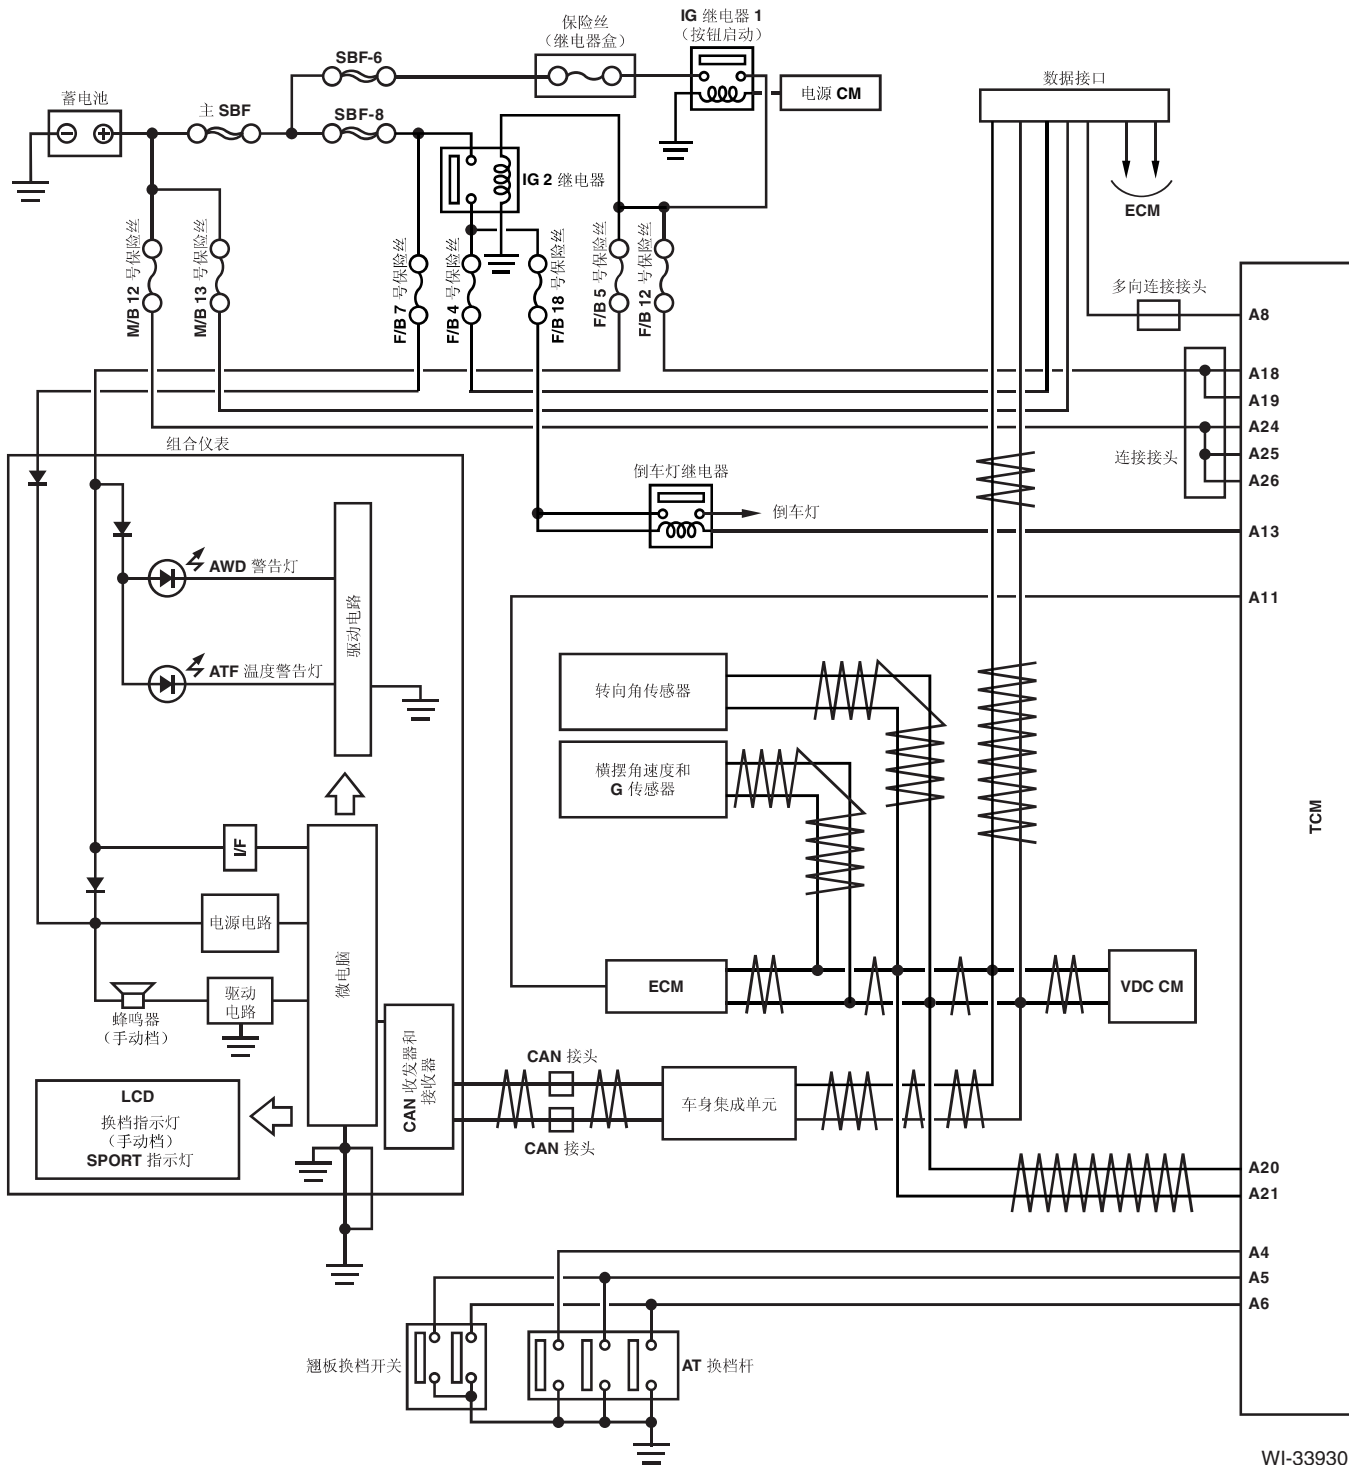 IG 继电器 1
（按钮启动）
保险丝
（继电器盒）
SBF-6
数据接口
蓄电池
主 SBF
SBF-8
电源 CM
IG 2 继电器
ECM
M/B 12 号保险丝
M/B 13 号保险丝
F/B 7 号保险丝
F/B 4 号保险丝
F/B 18 号保险丝
F/B 5 号保险丝
F/B 12 号保险丝
多向连接接头
A8
A18
A19
A24
A25
A26
连接接头
组合仪表
倒车灯继电器
倒车灯
A13
AWD 警告灯
A11
驱动电路
ATF 温度警告灯
转向角传感器
横摆角速度和
G 传感器
TCM
I/F
电源电路
微电脑
驱动
电路
蜂鸣器
（手动档）
ECM
VDC CM
CAN 收发器和
接收器
CAN 接头
CAN 接头
车身集成单元
LCD
换档指示灯
（手动档）
SPORT 指示灯
A20
A21
A4
A5
A6
翘板换档开关
AT 换档杆
WI-33930